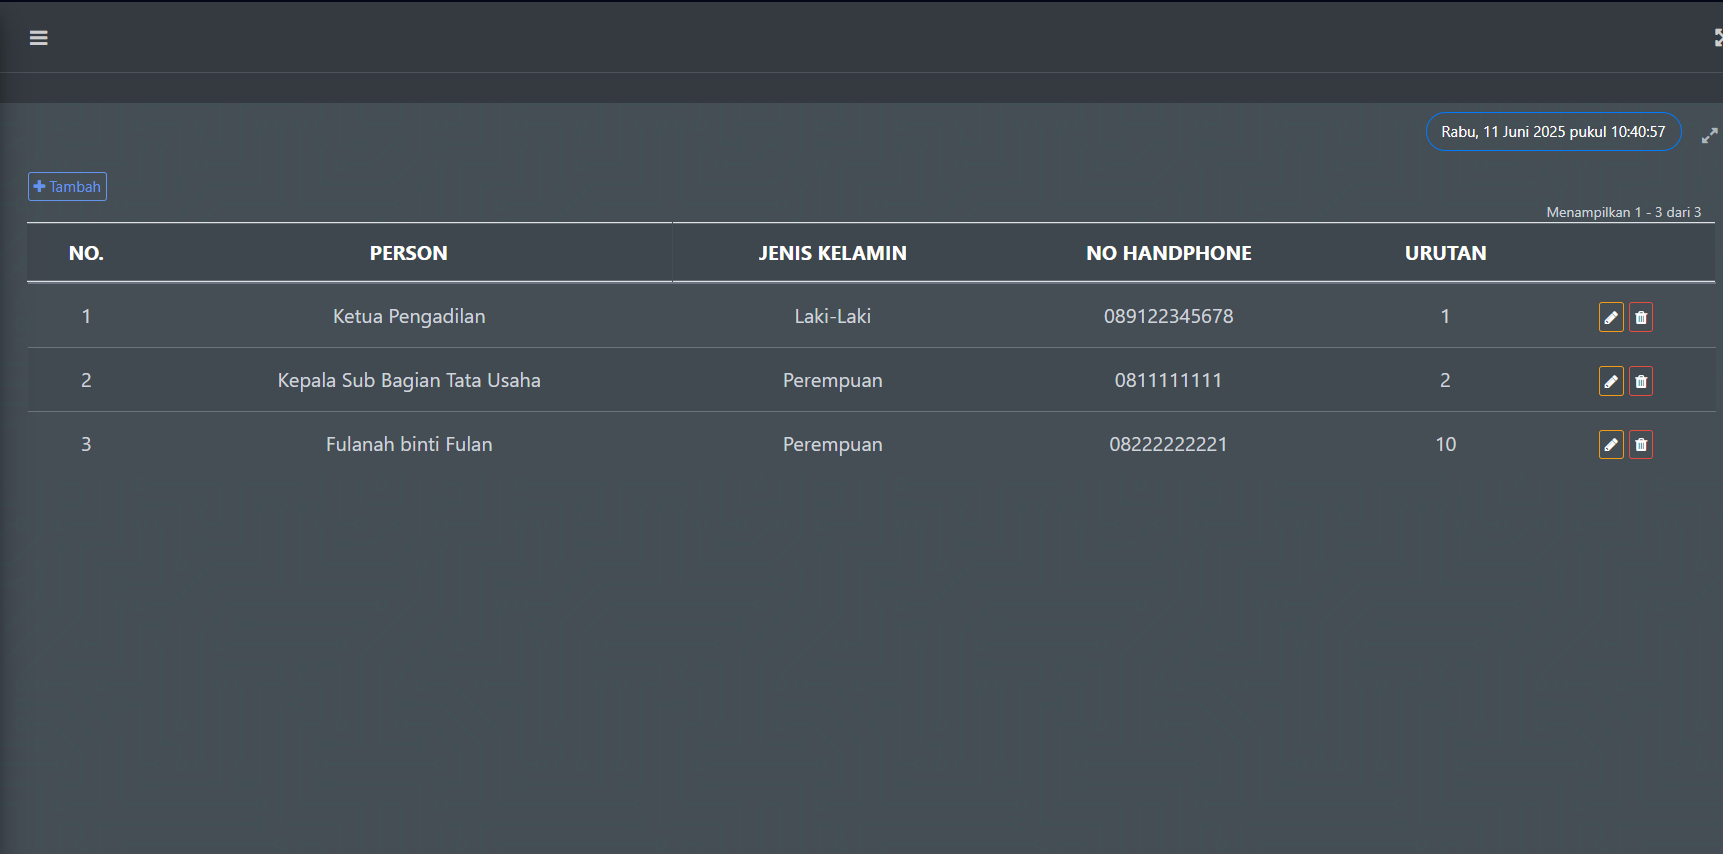 Rabu, 11 Juni 2025 pukul 10:40:57
Tambah
Menampilkan 1 - 3 dari 3
NO. PERSON JENIS KELAMIN NO HANDPHONE URUTAN
1 Ketua Pengadilan Laki-Laki 089122345678 1
2 Kepala Sub Bagian Tata Usaha Perempuan 0811111111 2
3 Fulanah binti Fulan Perempuan 08222222221 10